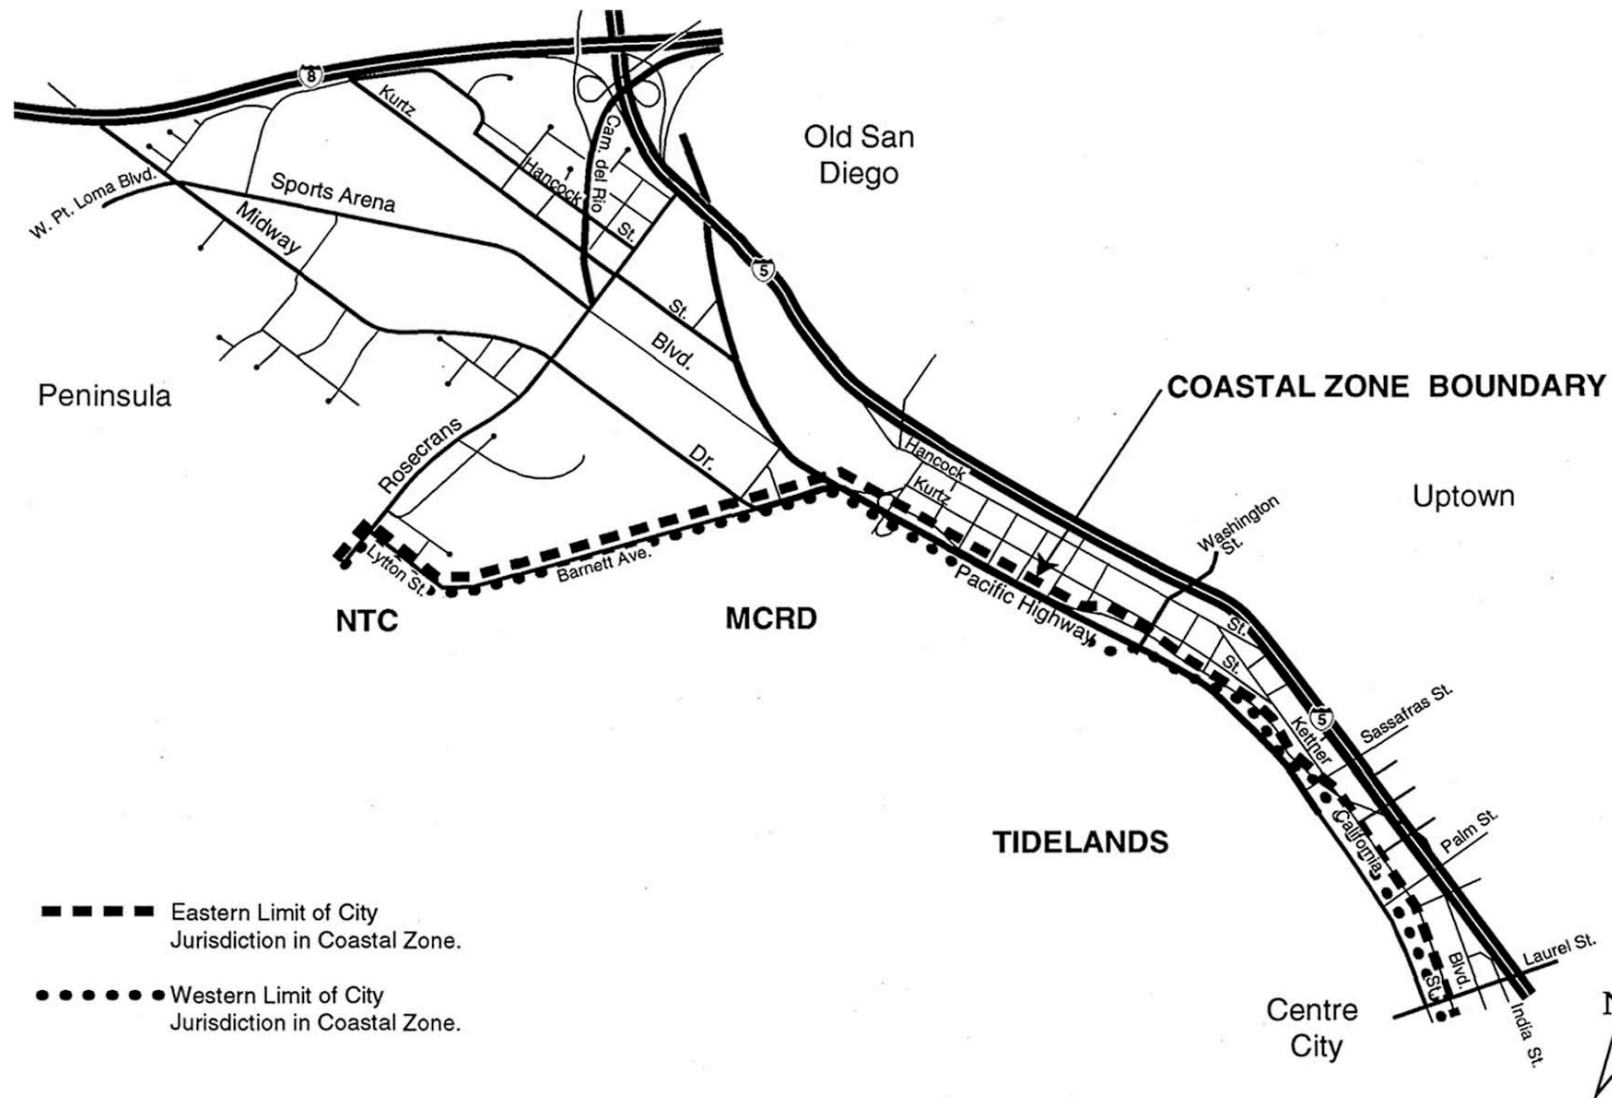 8
Kurtz
Cam. del Rio
Old San
Diego
Hancock
Sports Arena
W. Pt. Loma Blvd.
Midway
St.
5
St.
Blvd.
Peninsula
COASTAL ZONE BOUNDARY
Rosecrans
Dr.
Hancock
Kurtz
Uptown
Washington
St.
Lytton St.
Barnett Ave.
Pacific Highway
NTC
MCRD
St.
St.
5
Kettner
Sassafras St.
TIDELANDS
California
Palm St.
Eastern Limit of City
Jurisdiction in Coastal Zone.
Laurel St.
Blvd.
St.
Western Limit of City
Jurisdiction in Coastal Zone.
Centre
City
India St.
N